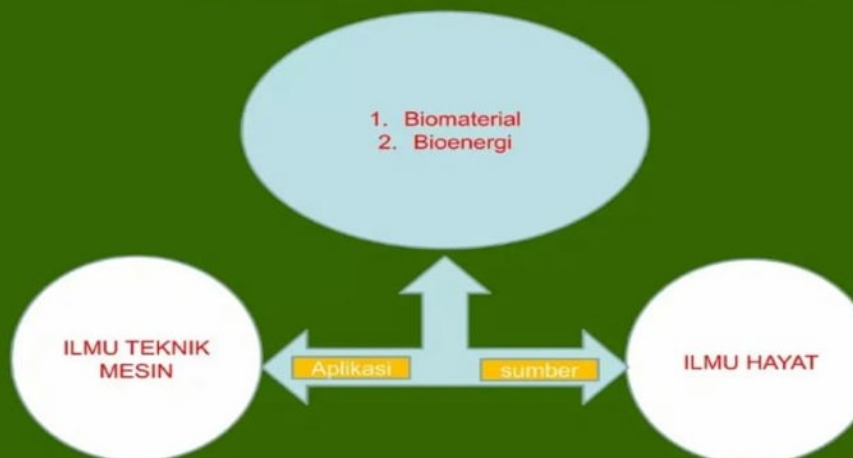 1. Biomaterial
2. Bioenergi
ILMU TEKNIK
MESIN
Aplikasi
sumber
ILMU HAYAT